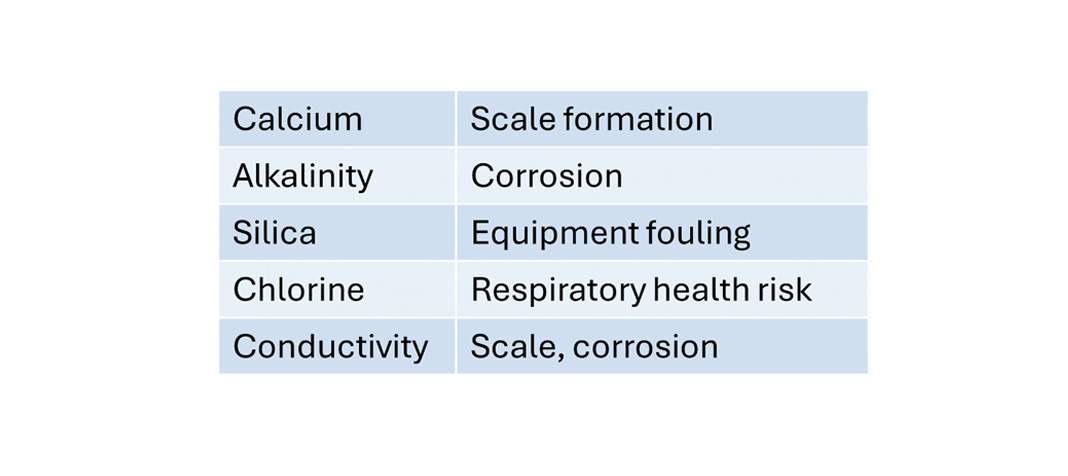 Calcium Scale formation
Alkalinity Corrosion
Silica Equipment fouling
Chlorine Respiratory health risk
Conductivity Scale, corrosion